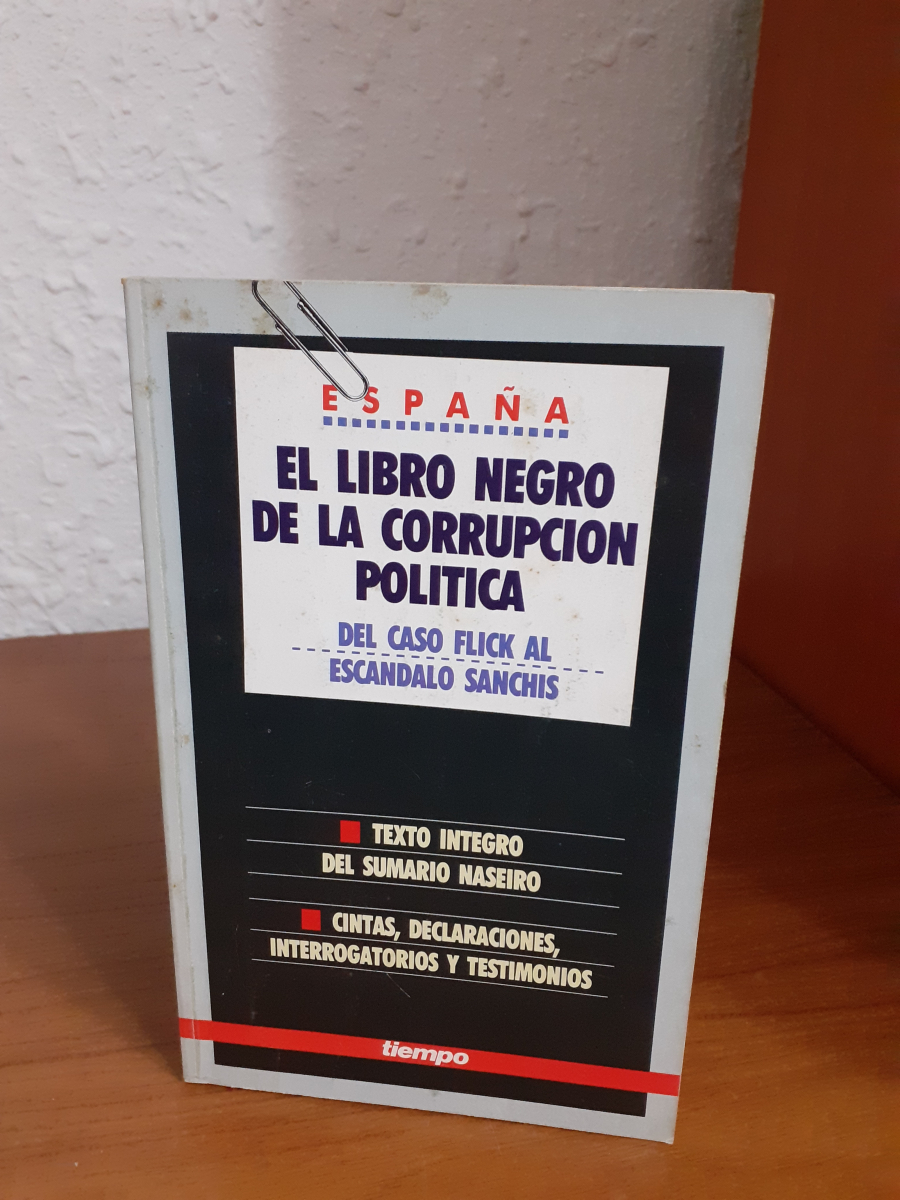 ESPAÑA
EL LIBRO NEGRO
DE LA CORRUPCION
POLITICA
DEL CASO FLICK AL
ESCANDALO SANCHIS
TEXTO INTEGRO
DEL SUMARIO NASEIRO
CINTAS, DECLARACIONES,
INTERROGATORIOS Y TESTIMONIOS
tiempo